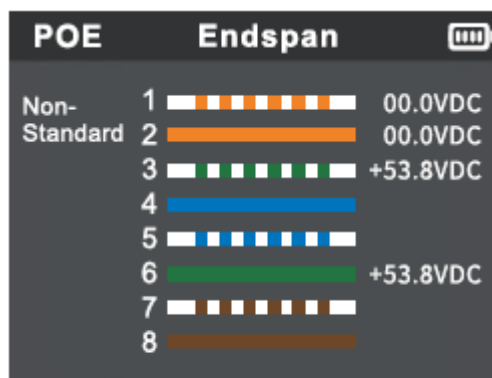 POE Endspan
Non-
Standard
1 00.0VDC
2 00.0VDC
3 +53.8VDC
4
5
6 +53.8VDC
7
8